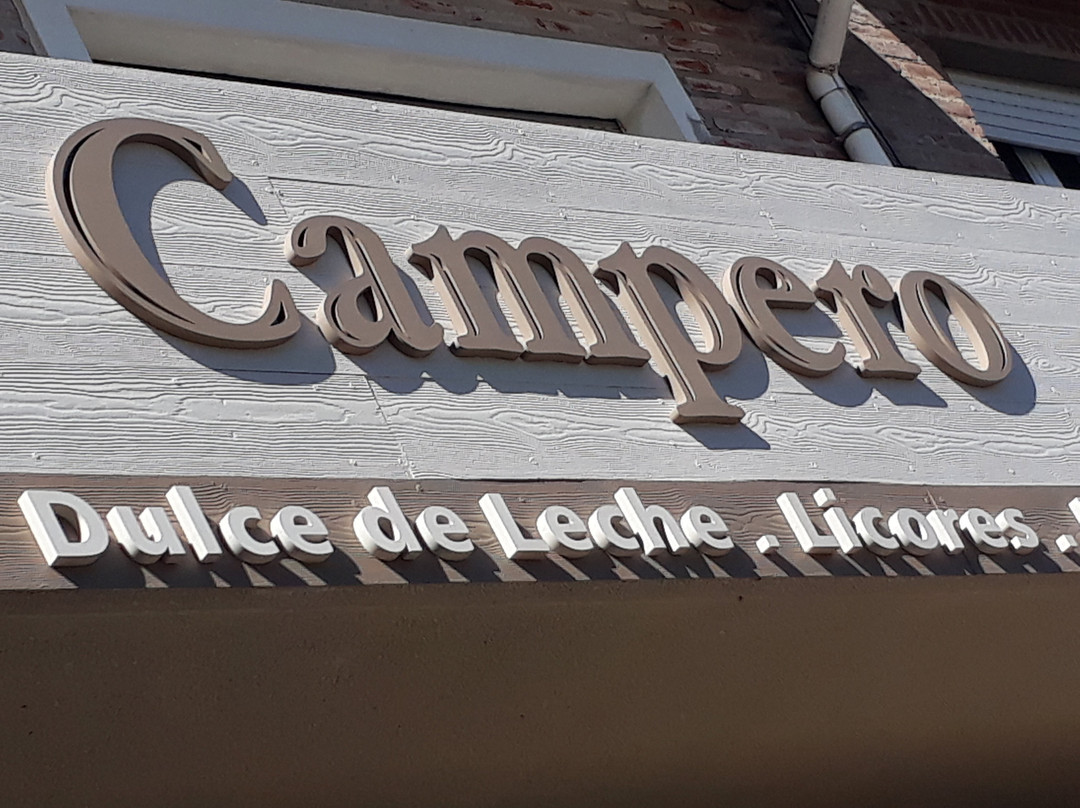 Campero
Dulce de Leche . Licores .